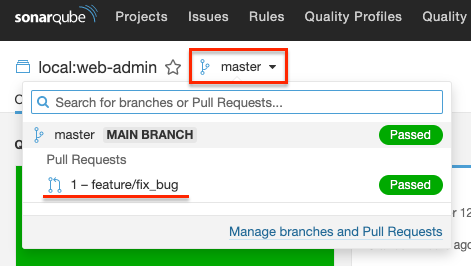 sonarqube Projects Issues Rules Quality Profiles Quality
local:web-admin master
Search for branches or Pull Requests...
master MAIN BRANCH Passed
Pull Requests
1 – feature/fix_bug Passed
Manage branches and Pull Requests